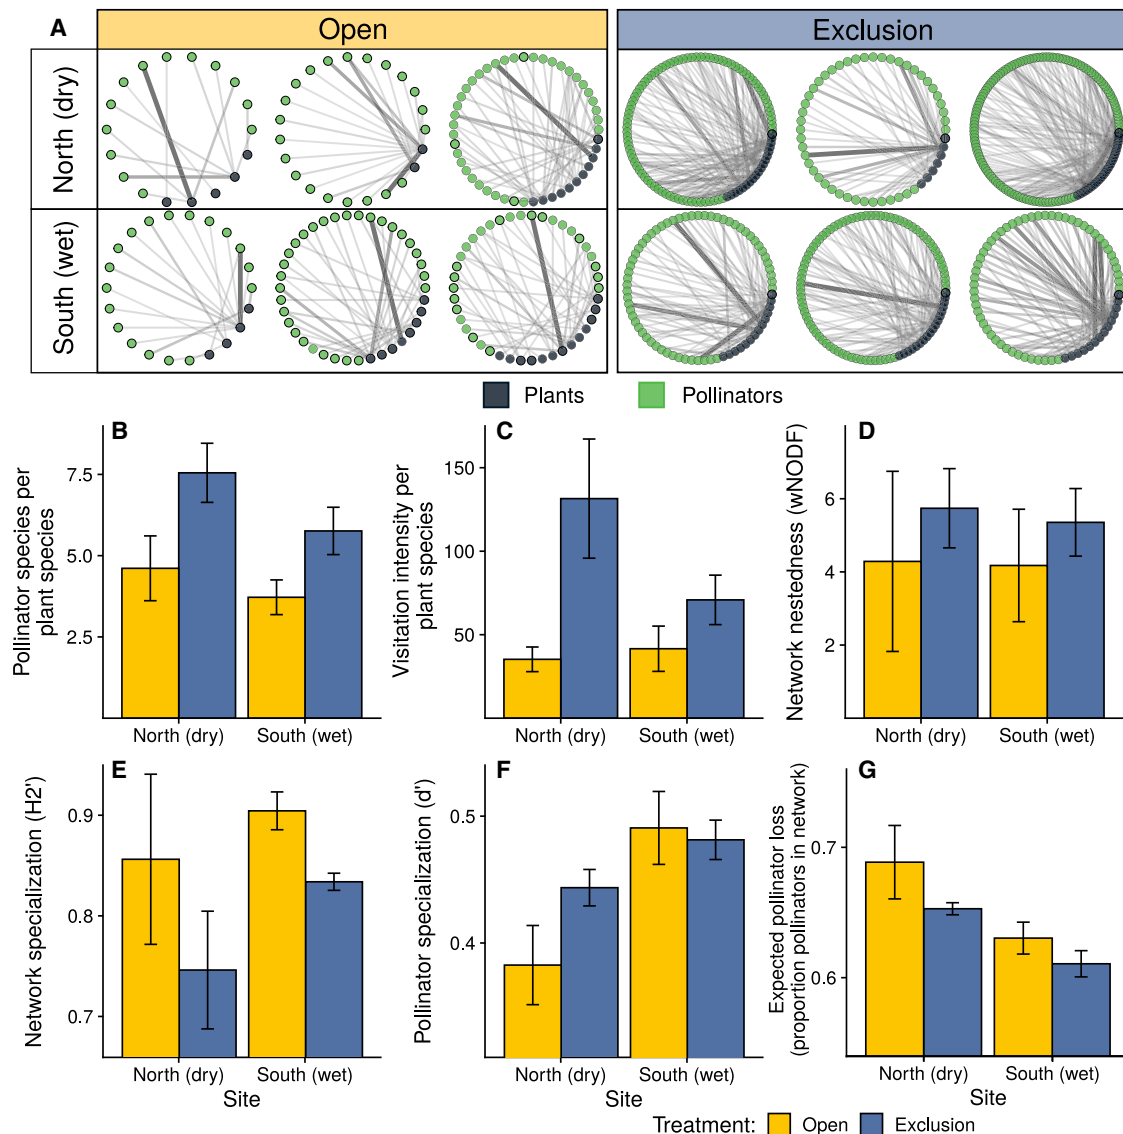 A
Open
Exclusion
North (dry)
South (wet)
Plants
Pollinators
B
Pollinator species per
plant species
7.5
5.0
2.5
North (dry)
South (wet)
C
Visitation intensity per
plant species
150
100
50
North (dry)
South (wet)
D
Network nestedness (wNODF)
6
4
2
North (dry)
South (wet)
E
Network specialization (H2')
0.9
0.8
0.7
North (dry)
South (wet)
Site
F
Pollinator specialization (d')
0.5
0.4
North (dry)
South (wet)
Site
G
Expected pollinator loss
(proportion pollinators in network)
0.7
0.6
North (dry)
South (wet)
Site
Treatment: Open Exclusion